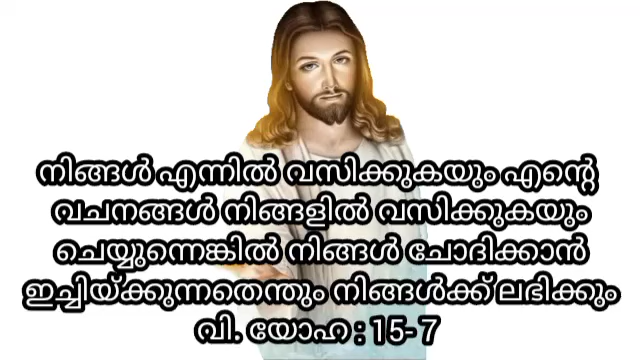 നിങ്ങൾ എന്നിൽ വസിക്കുകയും എന്റെ
വചനങ്ങൾ നിങ്ങളിൽ വസിക്കുകയും
ചെയ്യുന്നെങ്കിൽ നിങ്ങൾ ചോദിക്കാൻ
ഇച്ചിയ്ക്കുന്നതെന്തും നിങ്ങൾക്ക് ലഭിക്കും
വി. യോഹ : 15- 7